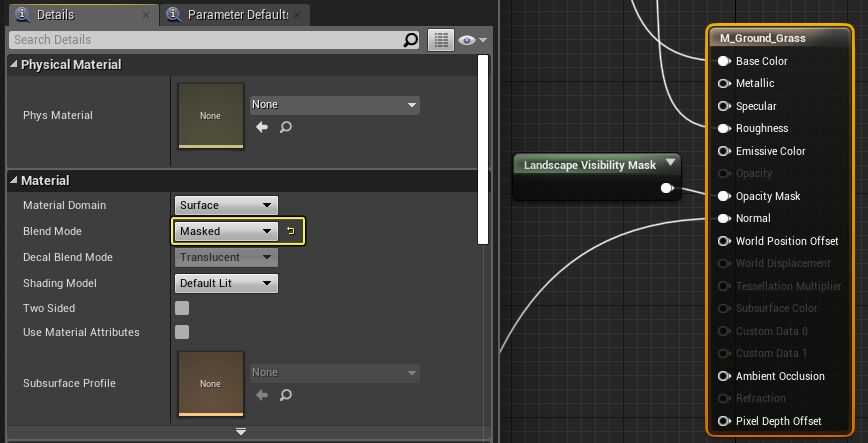 Details
Parameter Defaults
Search Details
Physical Material
Phys Material
None
None
Material
Material Domain
Surface
Blend Mode
Masked
Decal Blend Mode
Translucent
Shading Model
Default Lit
Two Sided
Use Material Attributes
Subsurface Profile
None
None
Landscape Visibility Mask
M_Ground_Grass
Base Color
Metallic
Specular
Roughness
Emissive Color
Opacity
Opacity Mask
Normal
World Position Offset
World Displacement
Tessellation Multiplier
Subsurface Color
Custom Data 0
Custom Data 1
Ambient Occlusion
Refraction
Pixel Depth Offset